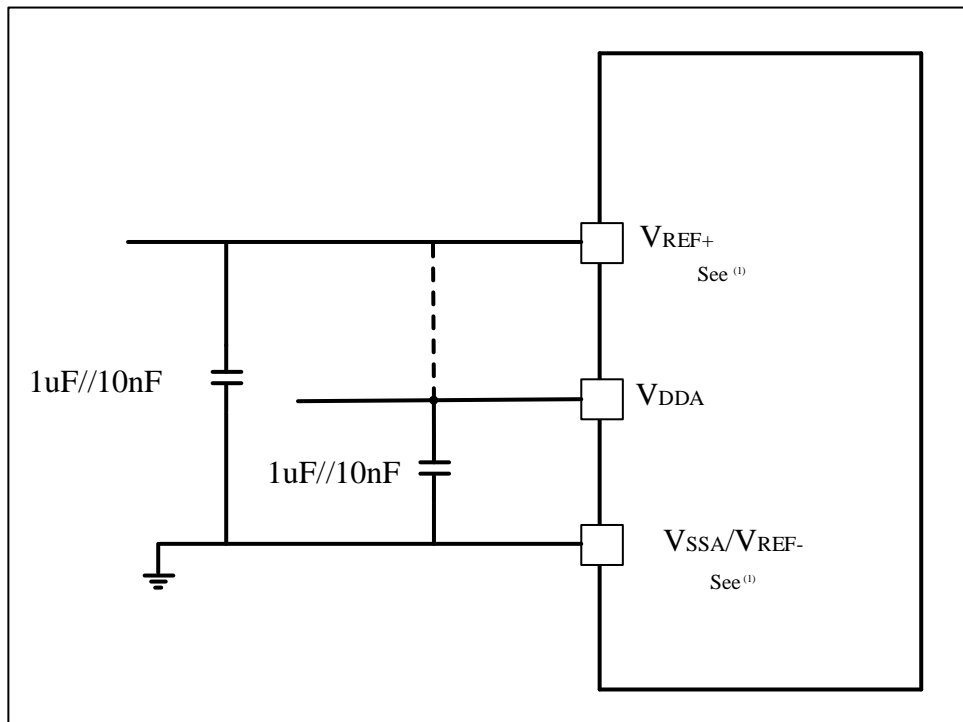 VREF+
See (1)
1uF//10nF
VDDA
1uF//10nF
VSSA/VREF-
See (1)